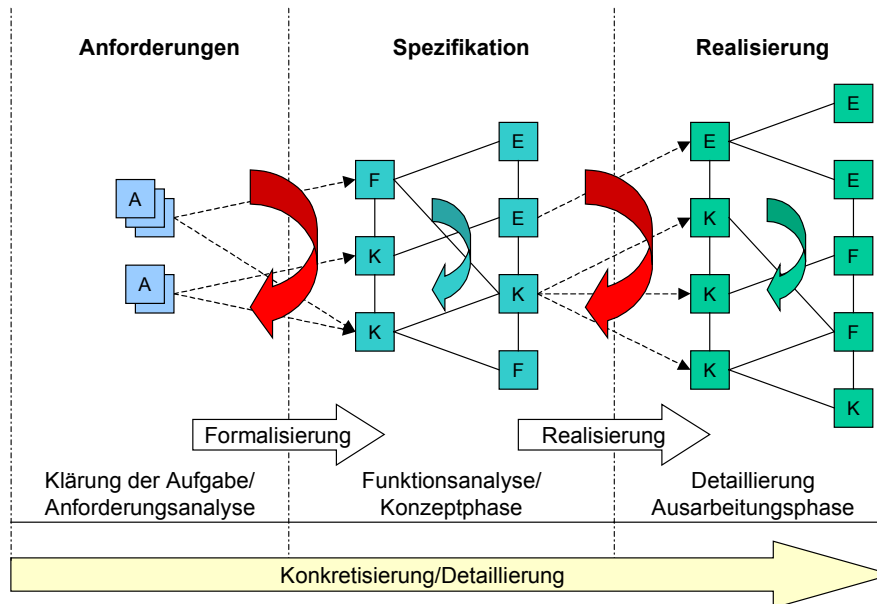 Anforderungen
Spezifikation
Realisierung
A
A
F
K
K
E
E
K
F
E
K
K
K
E
E
F
F
K
Formalisierung
Realisierung
Klärung der Aufgabe/
Anforderungsanalyse
Funktionsanalyse/
Konzeptphase
Detaillierung
Ausarbeitungsphase
Konkretisierung/Detaillierung